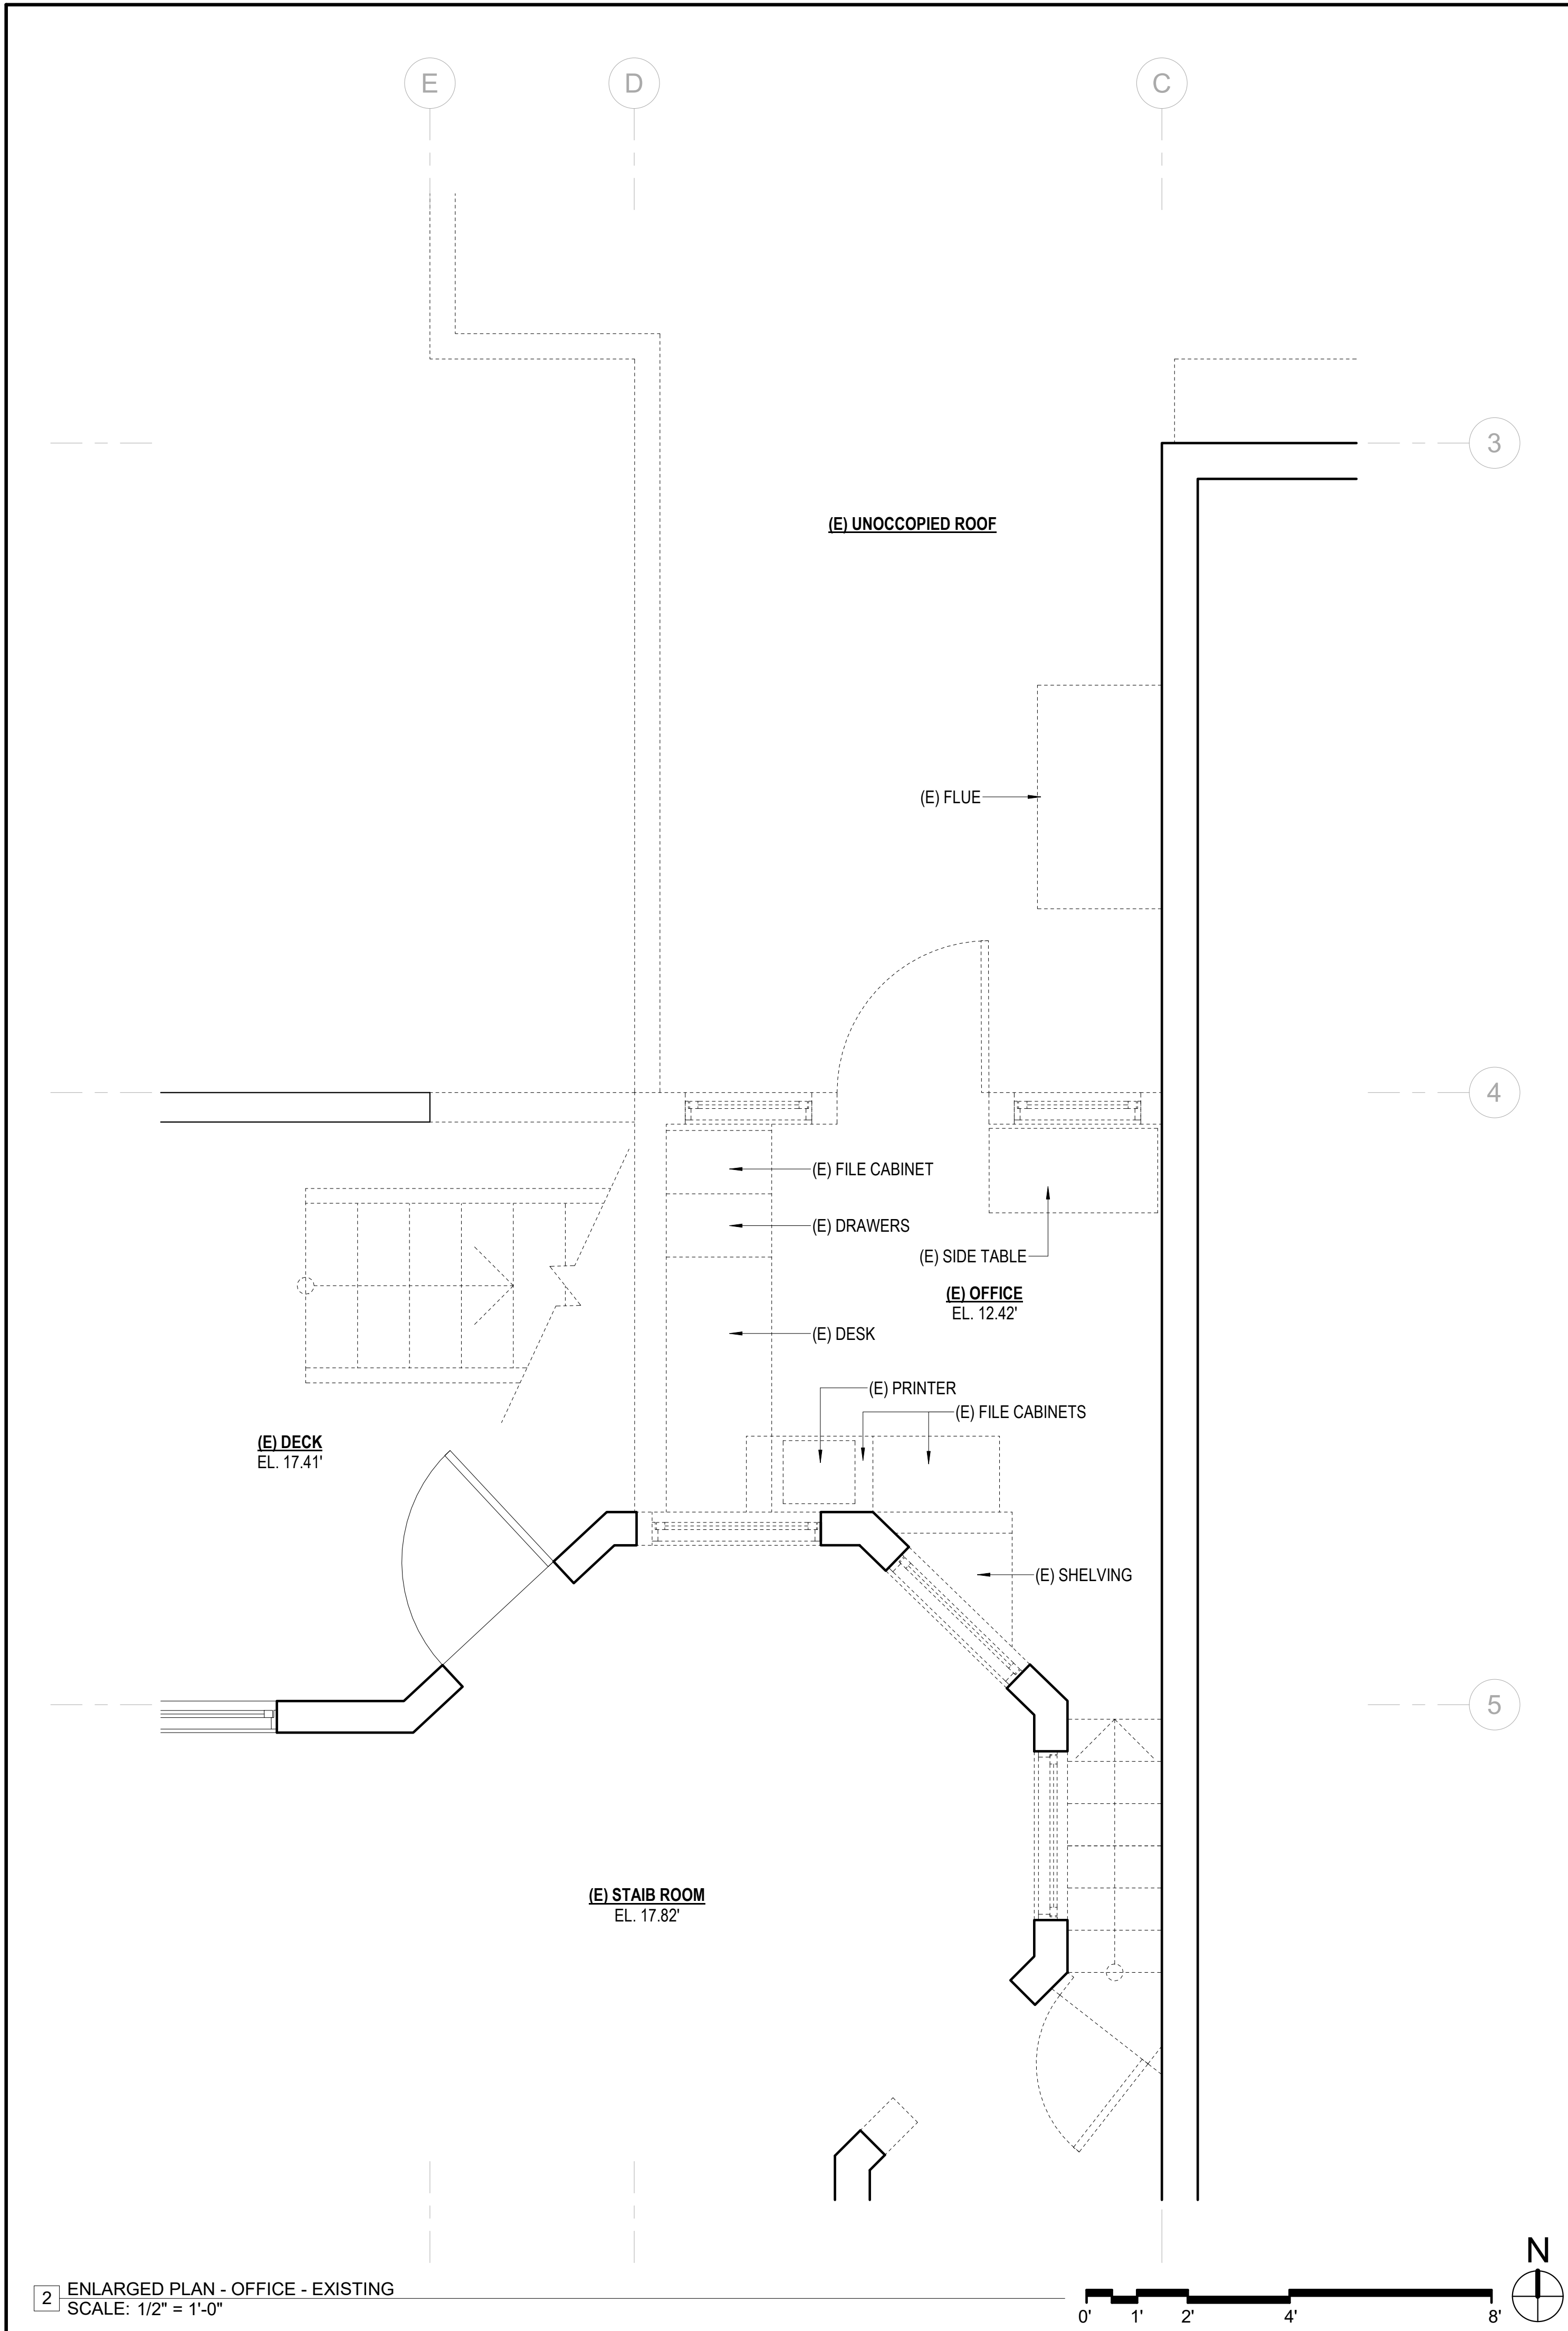 E
D
C
3
(E) UNOCCOPIED ROOF
(E) FLUE
4
(E) FILE CABINET
(E) DRAWERS
(E) SIDE TABLE
(E) OFFICE
EL. 12.42'
(E) DESK
(E) PRINTER
(E) FILE CABINETS
(E) DECK
EL. 17.41'
(E) SHELVING
5
(E) STAIB ROOM
EL. 17.82'
N
2
ENLARGED PLAN - OFFICE - EXISTING
SCALE: 1/2" = 1'-0"
0' 1' 2' 4' 8'